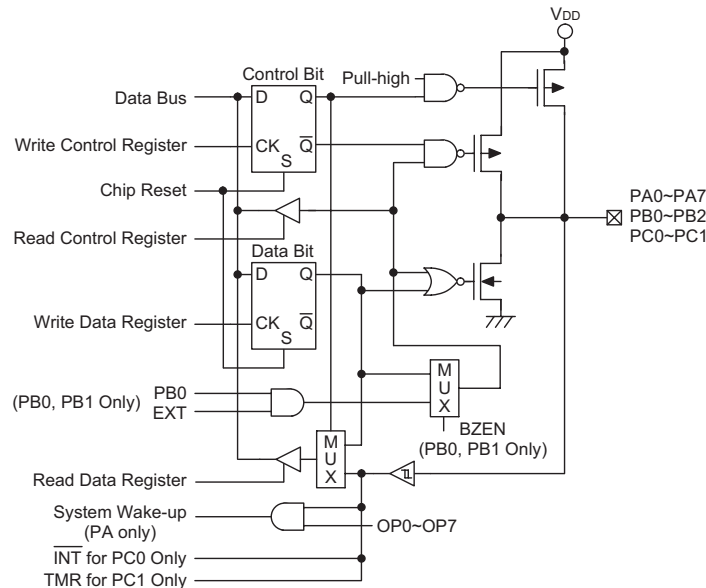 VDD
Control Bit
Pull-high
Data Bus
D Q
Write Control Register
CK Q
S
Chip Reset
PA0~PA7
PB0~PB2
PC0~PC1
Read Control Register
Data Bit
D Q
Write Data Register
CK Q
S
M
U
X
PB0
(PB0, PB1 Only)
EXT
BZEN
(PB0, PB1 Only)
M
U
X
Read Data Register
System Wake-up
(PA only)
OP0~OP7
INT for PC0 Only
TMR for PC1 Only